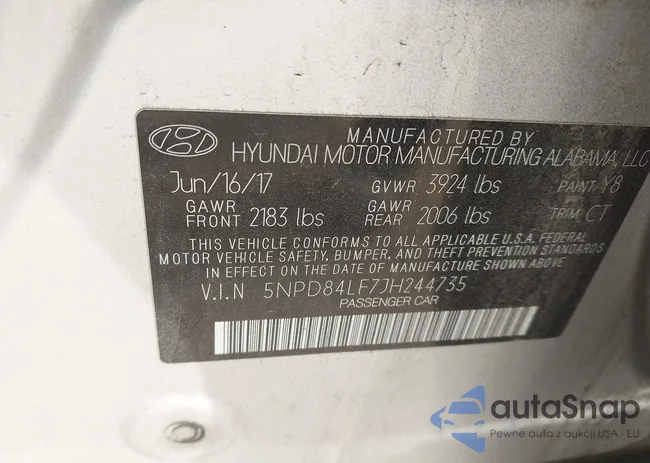 MANUFACTURED BY
HYUNDAI MOTOR MANUFACTURING ALABAMA, LLC
Jun/16/17 GVWR 3924 lbs PAINT: Y8
GAWR FRONT 2183 lbs GAWR REAR 2006 lbs TRIM: CT
THIS VEHICLE CONFORMS TO ALL APPLICABLE U.S.A. FEDERAL
MOTOR VEHICLE SAFETY, BUMPER, AND THEFT PREVENTION STANDARDS
IN EFFECT ON THE DATE OF MANUFACTURE SHOWN ABOVE
V.I.N 5NPD84LF7JH244735
PASSENGER CAR
autoSnap
Pewne auta z aukcji USA i EU